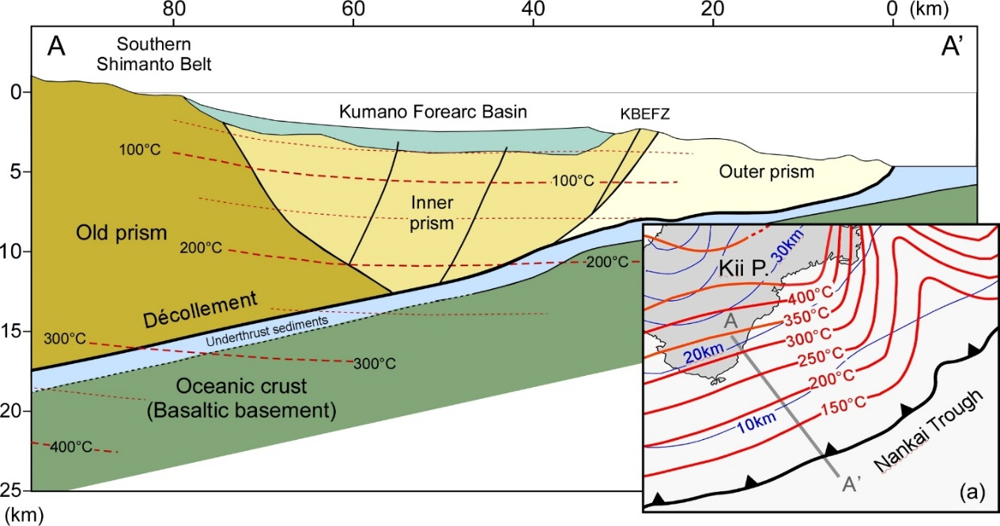 80 60 40 20 0 (km)
A
Southern
Shimanto Belt
A’
0
Kumano Forearc Basin
KBEFZ
100°C
5
Outer prism
100°C
Inner
prism
Old prism
200°C
10
200°C
Décollement
15
300°C
Underthrust sediments
300°C
Oceanic crust
(Basaltic basement)
20
400°C
25
(km)
30km
Kii P.
400°C
A
350°C
300°C
20km
250°C
200°C
150°C
10km
Nankai Trough
A’
(a)